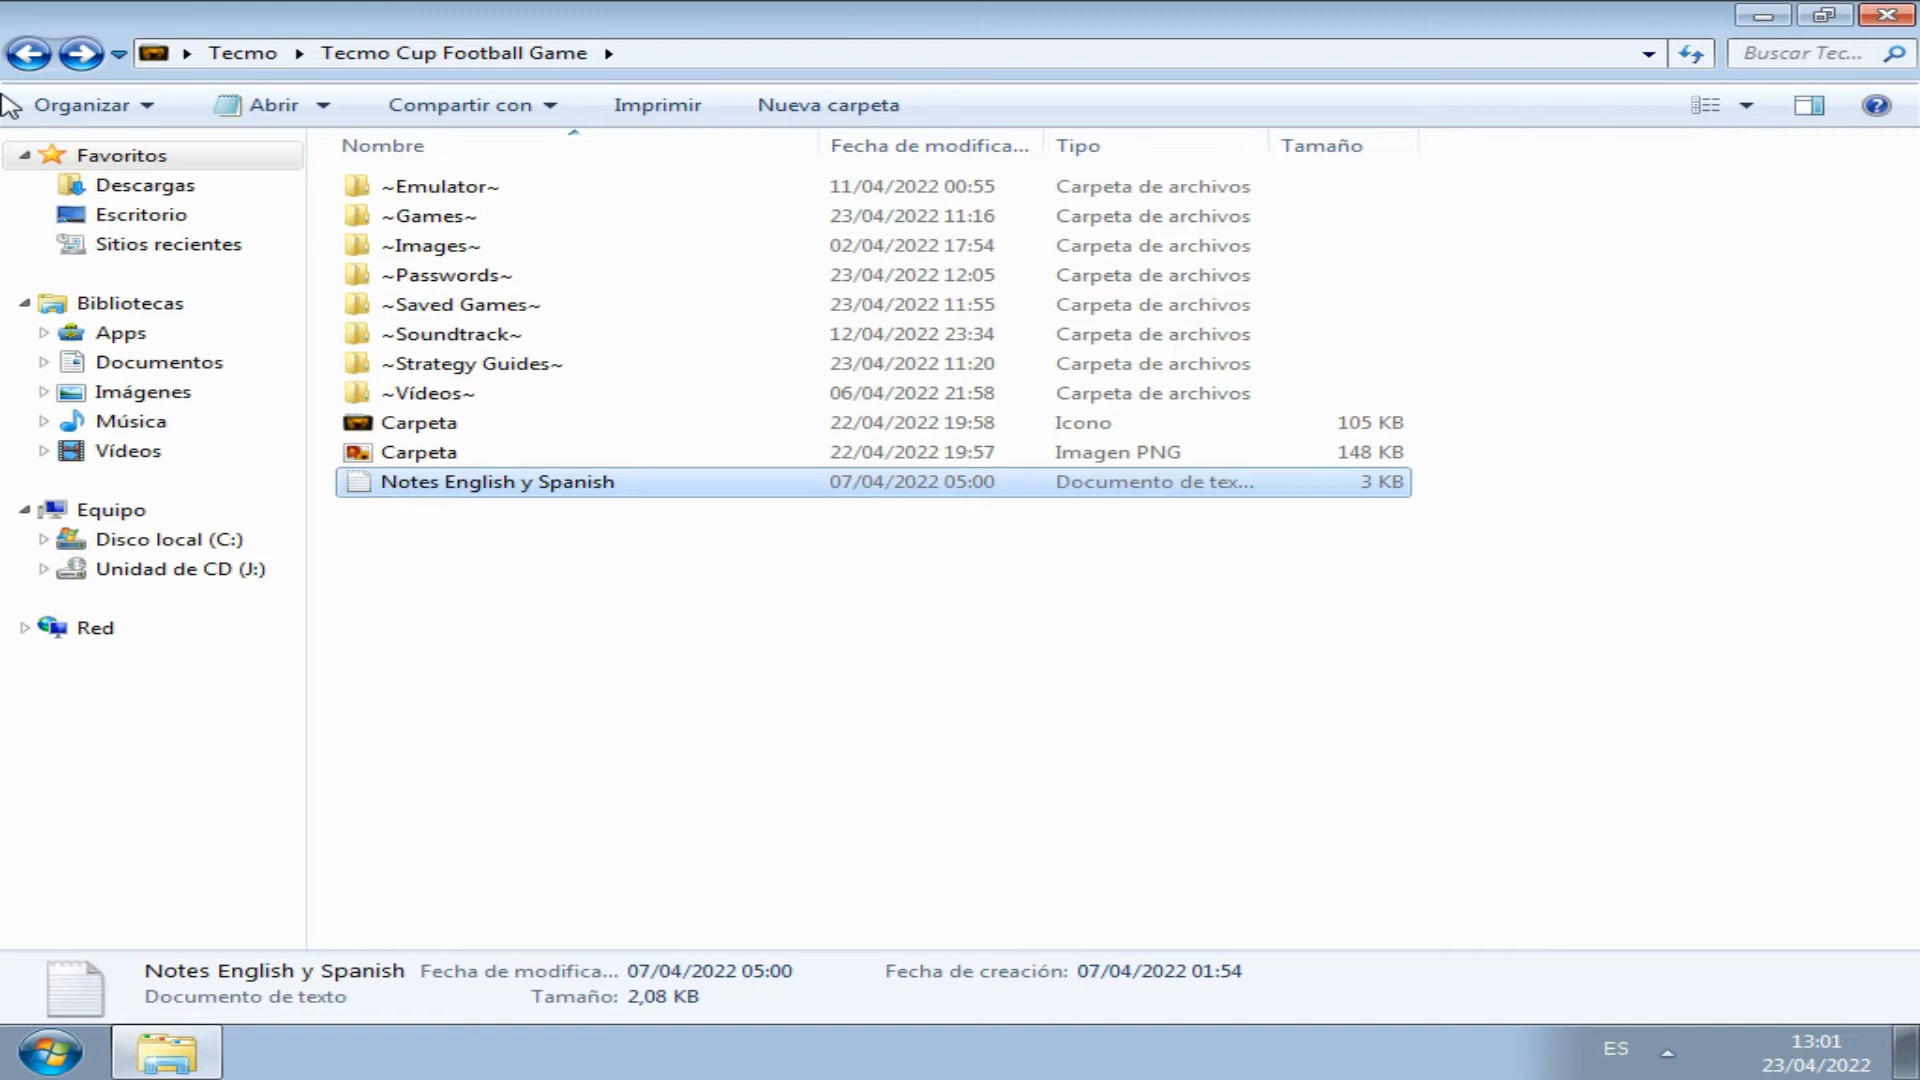 Tecmo Tecmo Cup Football Game Buscar Tec...
Organizar Abrir Compartir con Imprimir Nueva carpeta
Favoritos
Descargas
Escritorio
Sitios recientes
Bibliotecas
Apps
Documentos
Imágenes
Música
Vídeos
Equipo
Disco local (C:)
Unidad de CD (J:)
Red
Nombre Fecha de modifica... Tipo Tamaño
~Emulator~ 11/04/2022 00:55 Carpeta de archivos
~Games~ 23/04/2022 11:16 Carpeta de archivos
~Images~ 02/04/2022 17:54 Carpeta de archivos
~Passwords~ 23/04/2022 12:05 Carpeta de archivos
~Saved Games~ 23/04/2022 11:55 Carpeta de archivos
~Soundtrack~ 12/04/2022 23:34 Carpeta de archivos
~Strategy Guides~ 23/04/2022 11:20 Carpeta de archivos
~Vídeos~ 06/04/2022 21:58 Carpeta de archivos
Carpeta 22/04/2022 19:58 Icono 105 KB
Carpeta 22/04/2022 19:57 Imagen PNG 148 KB
Notes English y Spanish 07/04/2022 05:00 Documento de tex... 3 KB
Notes English y Spanish Fecha de modifica... 07/04/2022 05:00 Fecha de creación: 07/04/2022 01:54
Documento de texto Tamaño: 2,08 KB
ES 13:01
23/04/2022